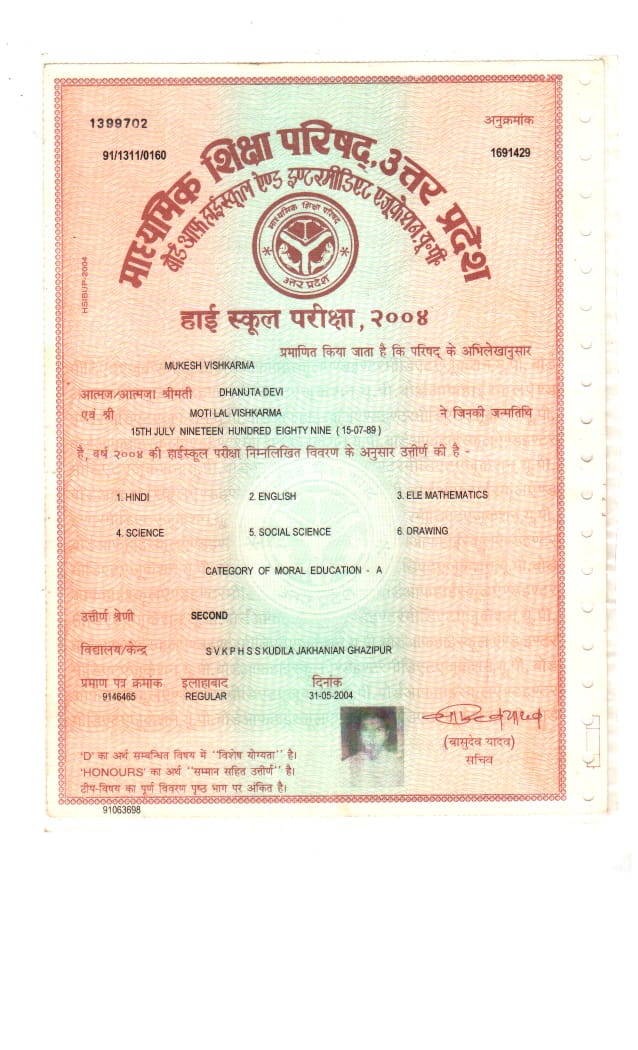 1399702
अनुक्रमांक
91/1311/0160
1691429
माध्यमिक शिक्षा परिषद्, उत्तर प्रदेश
बोर्ड आफ हाईस्कूल ऐण्ड इण्टरमीडिएट एजूकेशन, यू०पी०
माध्यमिक शिक्षा परिषद
उत्तर प्रदेश
HSIBUP-2004
हाई स्कूल परीक्षा, २००४
प्रमाणित किया जाता है कि परिषद् के अभिलेखानुसार
MUKESH VISHKARMA
आत्मज/आत्मजा श्रीमती DHANUTA DEVI
एवं श्री MOTI LAL VISHKARMA ने जिनकी जन्मतिथि
15TH JULY NINETEEN HUNDRED EIGHTY NINE ( 15-07-89 )
है, वर्ष २००४ की हाईस्कूल परीक्षा निम्नलिखित विवरण के अनुसार उत्तीर्ण की है -
1. HINDI 2. ENGLISH 3. ELE MATHEMATICS
4. SCIENCE 5. SOCIAL SCIENCE 6. DRAWING
CATEGORY OF MORAL EDUCATION - A
उत्तीर्ण श्रेणी SECOND
विद्यालय/केन्द्र S V K P H S S KUDILA JAKHANIAN GHAZIPUR
प्रमाण पत्र क्रमांक इलाहाबाद दिनांक
9146465 REGULAR 31-05-2004
(बासुदेव यादव)
सचिव
'D' का अर्थ सम्बन्धित विषय में "विशेष योग्यता" है।
'HONOURS' का अर्थ "सम्मान सहित उत्तीर्ण" है।
टीप-विषय का पूर्ण विवरण पृष्ठ भाग पर अंकित है।
91063698